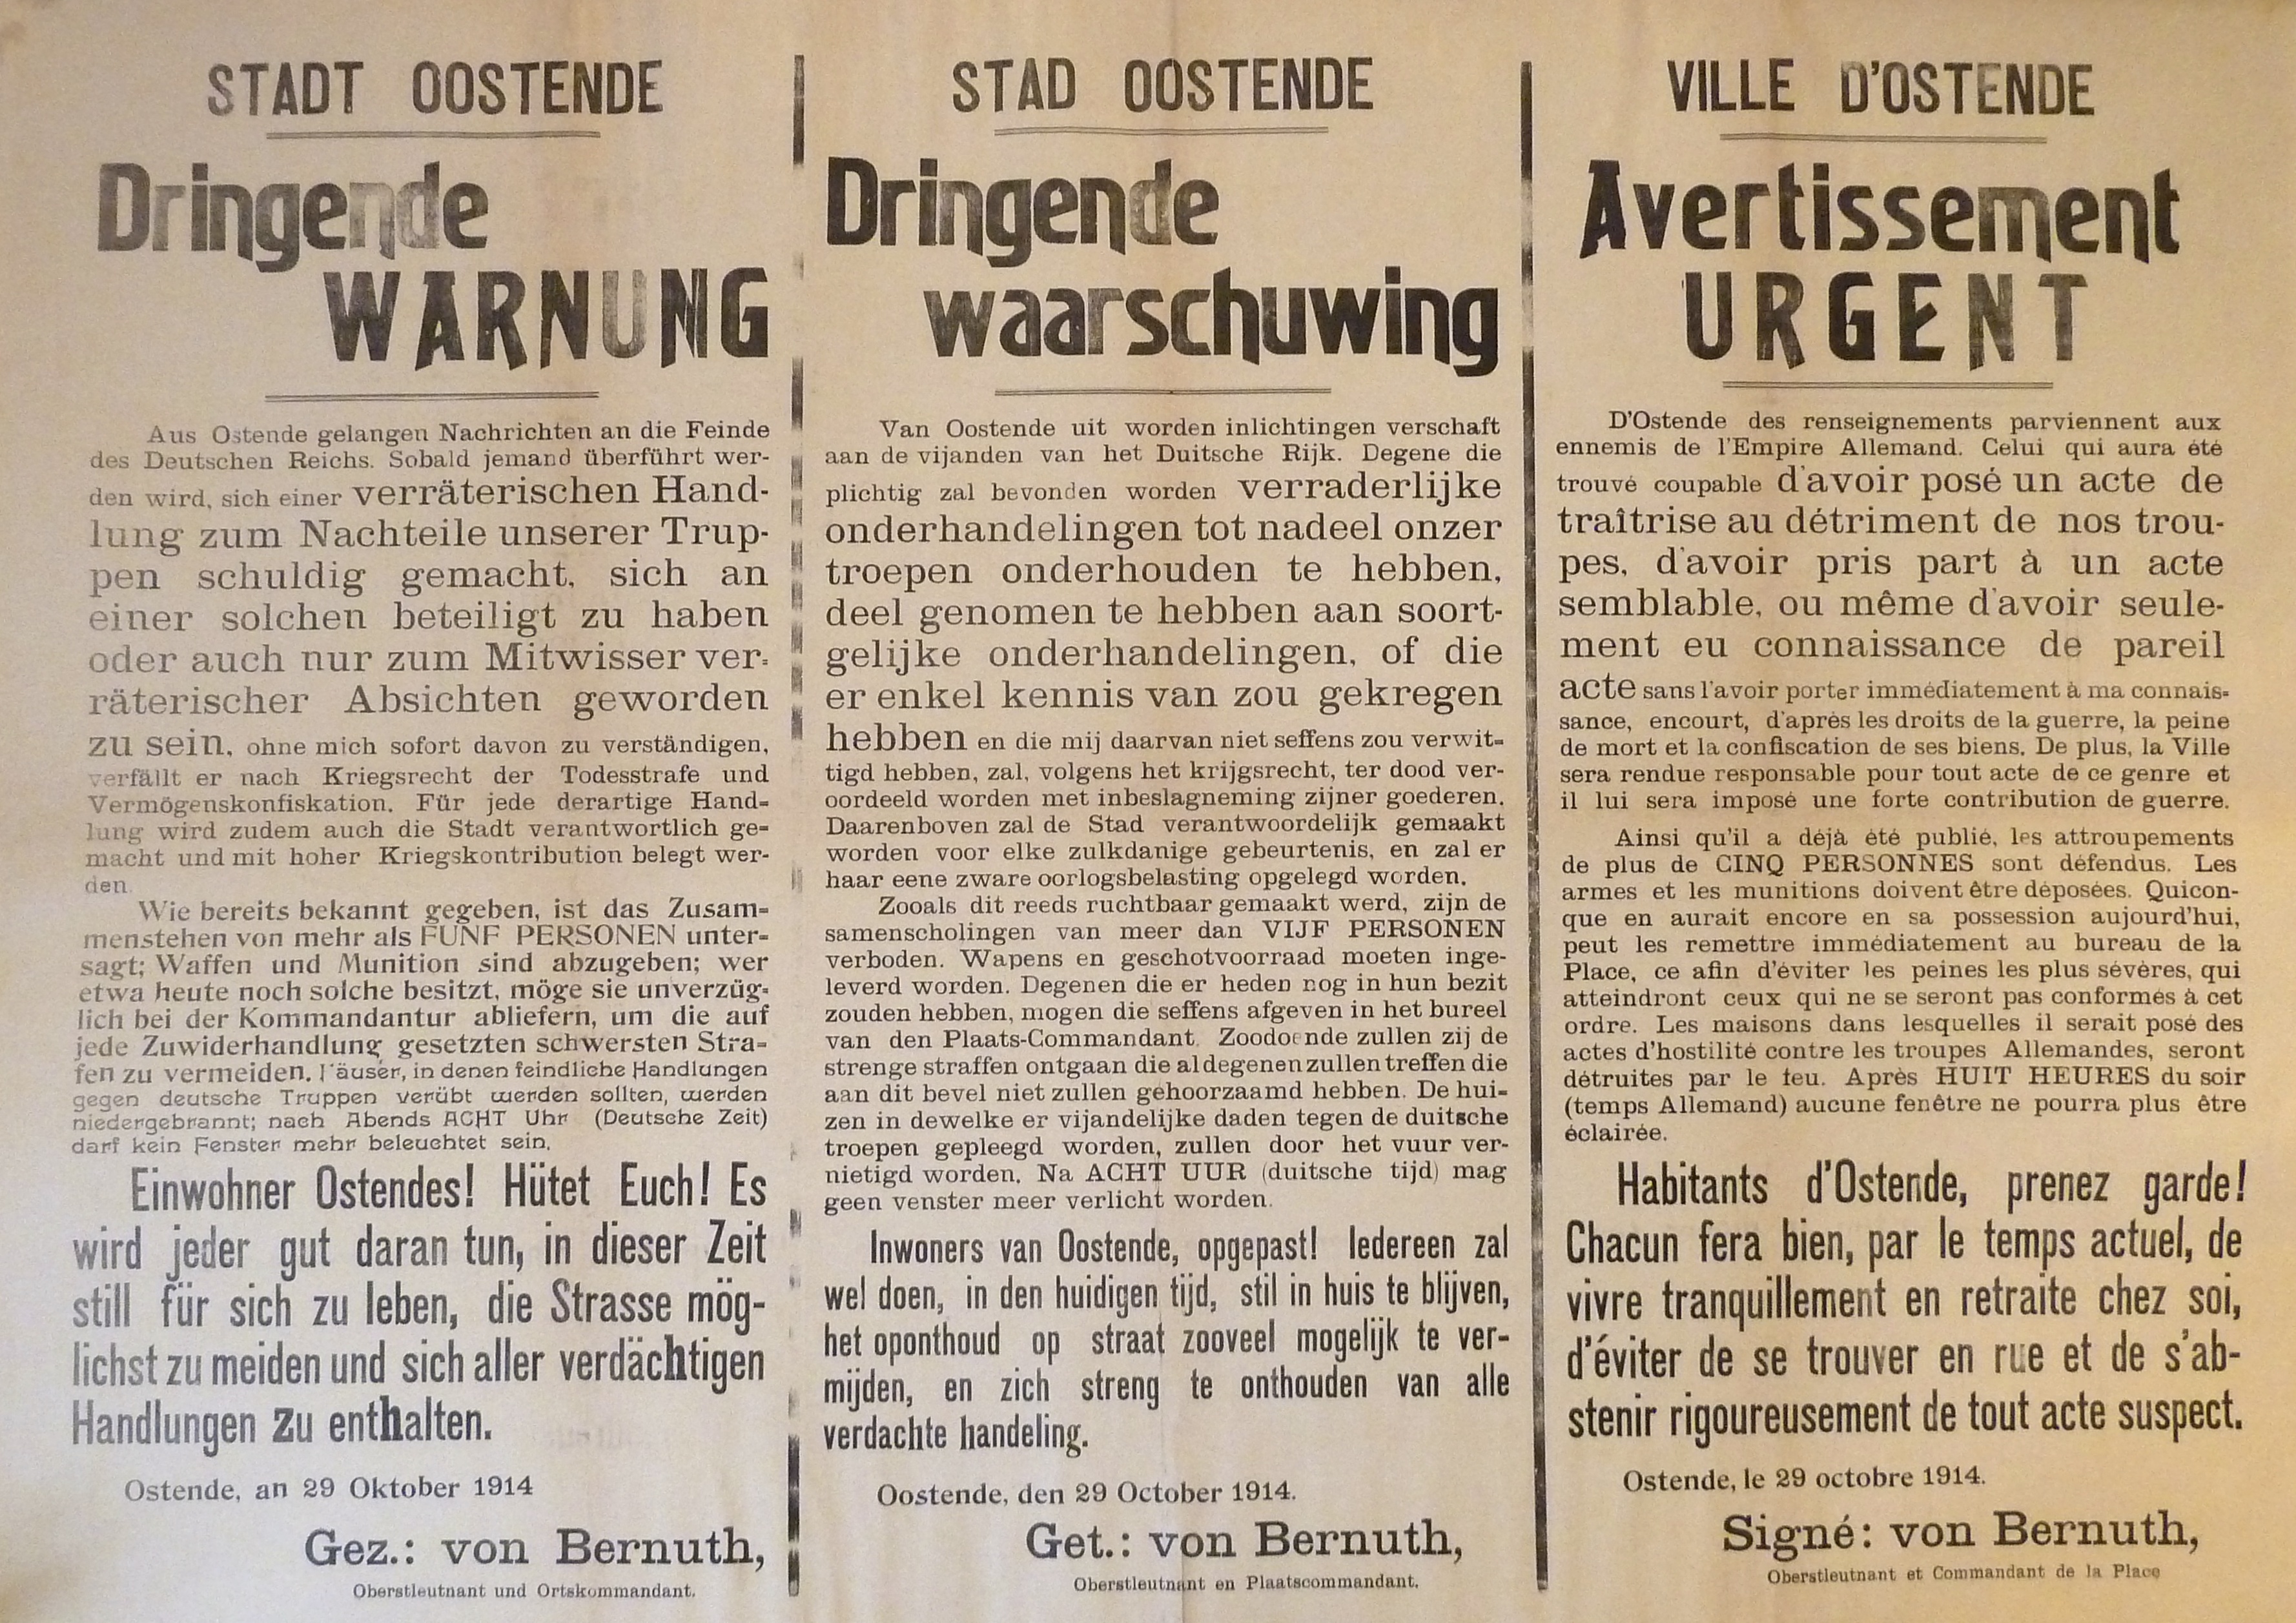 STADT OOSTENDE
Dringende
WARNUNG
Aus Ostende gelangen Nachrichten an die Feinde
des Deutschen Reichs. Sobald jemand überführt wer-
den wird, sich einer verräterischen Hand-
lung zum Nachteile unserer Trup-
pen schuldig gemacht, sich an
einer solchen beteiligt zu haben
oder auch nur zum Mitwisser ver-
räterischer Absichten geworden
zu sein, ohne mich sofort davon zu verständigen,
verfällt er nach Kriegsrecht der Todesstrafe und
Vermögenskonfiskation. Für jede derartige Hand-
lung wird zudem auch die Stadt verantwortlich ge-
macht und mit hoher Kriegskontribution belegt wer-
den
Wie bereits bekannt gegeben, ist das Zusam-
menstehen von mehr als FUNF PERSONEN unter-
sagt; Waffen und Munition sind abzugeben; wer
etwa heute noch solche besitzt, möge sie unverzüg-
lich bei der Kommandantur abliefern, um die auf
jede Zuwiderhandlung gesetzten schwersten Stra-
fen zu vermeiden. Häuser, in denen feindliche Handlungen
gegen deutsche Truppen verübt werden sollten, werden
niedergebrannt; nach Abends ACHT Uhr (Deutsche Zeit)
darf kein Fenster mehr beleuchtet sein.
Einwohner Ostendes! Hütet Euch! Es
wird jeder gut daran tun, in dieser Zeit
still für sich zu leben, die Strasse mög-
lichst zu meiden und sich aller verdächtigen
Handlungen zu enthalten.
Ostende, an 29 Oktober 1914
Gez.: von Bernuth,
Oberstleutnant und Ortskommandant.
STAD OOSTENDE
Dringende
waarschuwing
Van Oostende uit worden inlichtingen verschaft
aan de vijanden van het Duitsche Rijk. Degene die
plichtig zal bevonden worden verraderlijke
onderhandelingen tot nadeel onzer
troepen onderhouden te hebben,
deel genomen te hebben aan soort-
gelijke onderhandelingen, of die
er enkel kennis van zou gekregen
hebben en die mij daarvan niet seffens zou verwit-
tigd hebben, zal, volgens het krijgsrecht, ter dood ver-
oordeeld worden met inbeslagneming zijner goederen.
Daarenboven zal de Stad verantwoordelijk gemaakt
worden voor elke zulkdanige gebeurtenis, en zal er
haar eene zware oorlogsbelasting opgelegd worden.
Zooals dit reeds ruchtbaar gemaakt werd, zijn de
samenscholingen van meer dan VIJF PERSONEN
verboden. Wapens en geschotvoorraad moeten inge-
leverd worden. Degenen die er heden nog in hun bezit
zouden hebben, mogen die seffens afgeven in het bureel
van den Plaats-Commandant. Zoodoende zullen zij de
strenge straffen ontgaan die al degenen zullen treffen die
aan dit bevel niet zullen gehoorzaamd hebben. De hui-
zen in dewelke er vijandelijke daden tegen de duitsche
troepen gepleegd worden, zullen door het vuur ver-
nietigd worden. Na ACHT UUR (duitsche tijd) mag
geen venster meer verlicht worden.
Inwoners van Oostende, opgepast! Iedereen zal
wel doen, in den huidigen tijd, stil in huis te blijven,
het oponthoud op straat zooveel mogelijk te ver-
mijden, en zich streng te onthouden van alle
verdachte handeling.
Oostende, den 29 October 1914.
Get.: von Bernuth,
Oberstleutnant en Plaatscommandant.
VILLE D'OSTENDE
Avertissement
URGENT
D'Ostende des renseignements parviennent aux
ennemis de l'Empire Allemand. Celui qui aura été
trouvé coupable d'avoir posé un acte de
traîtrise au détriment de nos trou-
pes, d'avoir pris part à un acte
semblable, ou même d'avoir seule-
ment eu connaissance de pareil
acte sans l'avoir porter immédiatement à ma connais-
sance, encourt, d'après les droits de la guerre, la peine
de mort et la confiscation de ses biens. De plus, la Ville
sera rendue responsable pour tout acte de ce genre et
il lui sera imposé une forte contribution de guerre.
Ainsi qu'il a déjà été publié, les attroupements
de plus de CINQ PERSONNES sont défendus. Les
armes et les munitions doivent être déposées. Quicon-
que en aurait encore en sa possession aujourd'hui,
peut les remettre immédiatement au bureau de la
Place, ce afin d'éviter les peines les plus sévères, qui
atteindront ceux qui ne se seront pas conformés à cet
ordre. Les maisons dans lesquelles il serait posé des
actes d'hostilité contre les troupes Allemandes, seront
détruites par le feu. Après HUIT HEURES du soir
(temps Allemand) aucune fenêtre ne pourra plus être
éclairée.
Habitants d'Ostende, prenez garde!
Chacun fera bien, par le temps actuel, de
vivre tranquillement en retraite chez soi,
d'éviter de se trouver en rue et de s'ab-
stenir rigoureusement de tout acte suspect.
Ostende, le 29 octobre 1914.
Signé: von Bernuth,
Oberstleutnant et Commandant de la Place